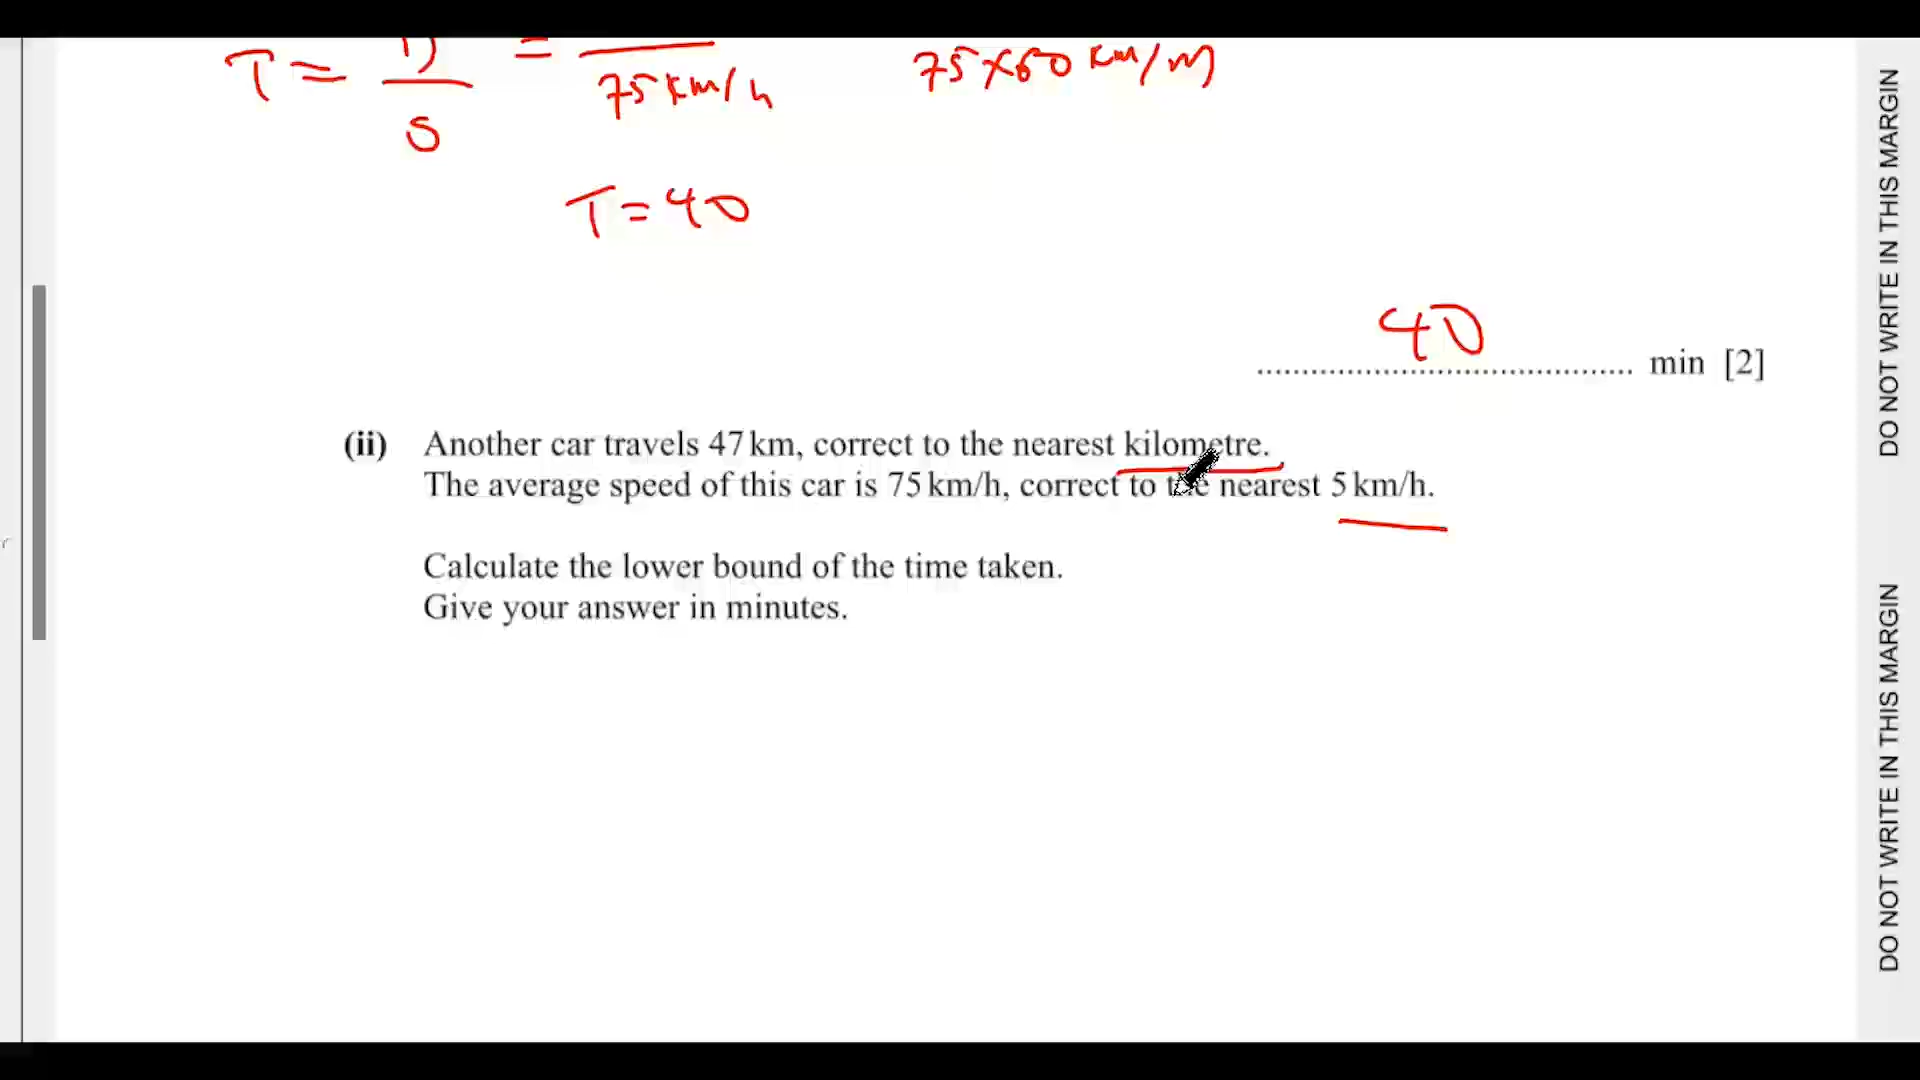 T = D/S = /75 km/h 75×60 km/m
T = 40
40
min [2]
(ii) Another car travels 47 km, correct to the nearest kilometre.
The average speed of this car is 75 km/h, correct to the nearest 5 km/h.
Calculate the lower bound of the time taken.
Give your answer in minutes.
DO NOT WRITE IN THIS MARGIN
DO NOT WRITE IN THIS MARGIN